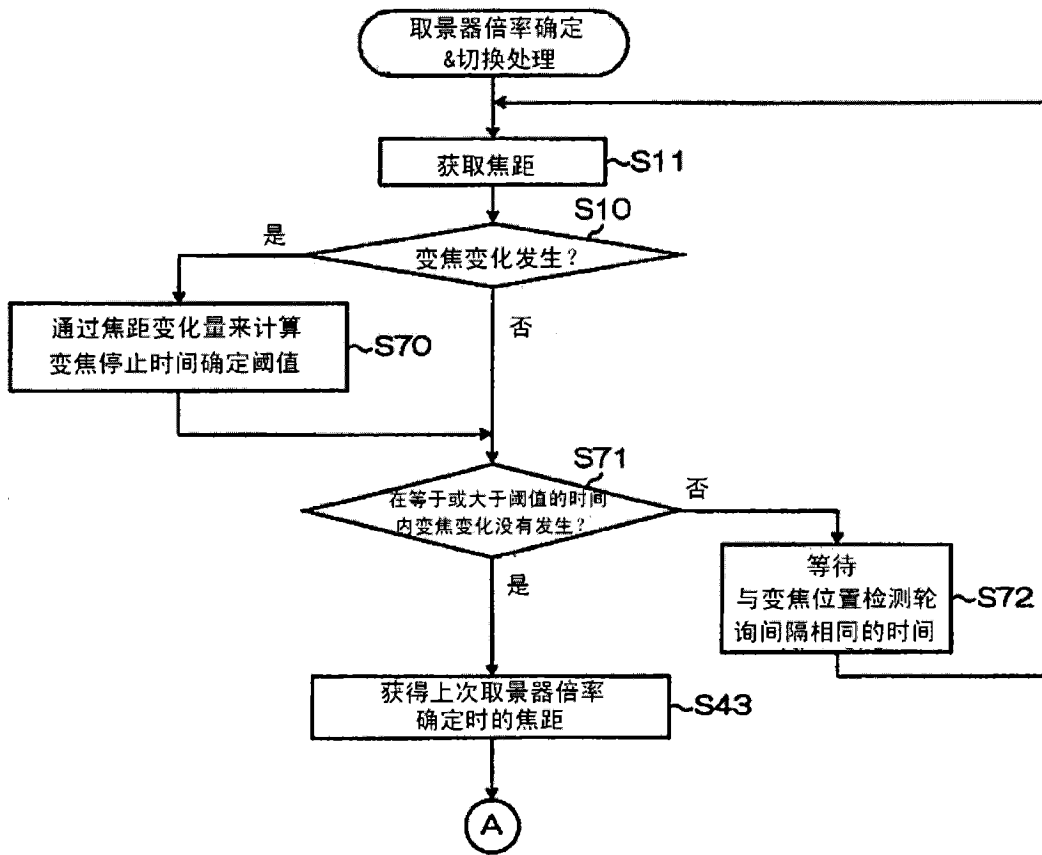 取景器倍率确定
&切换处理
获取焦距
S11
S10
是
变焦变化发生?
否
通过焦距变化量来计算
变焦停止时间确定阈值
S70
S71
在等于或大于阈值的时间
内变焦变化没有发生?
否
是
等待
与变焦位置检测轮
询间隔相同的时间
S72
获得上次取景器倍率
确定时的焦距
S43
A